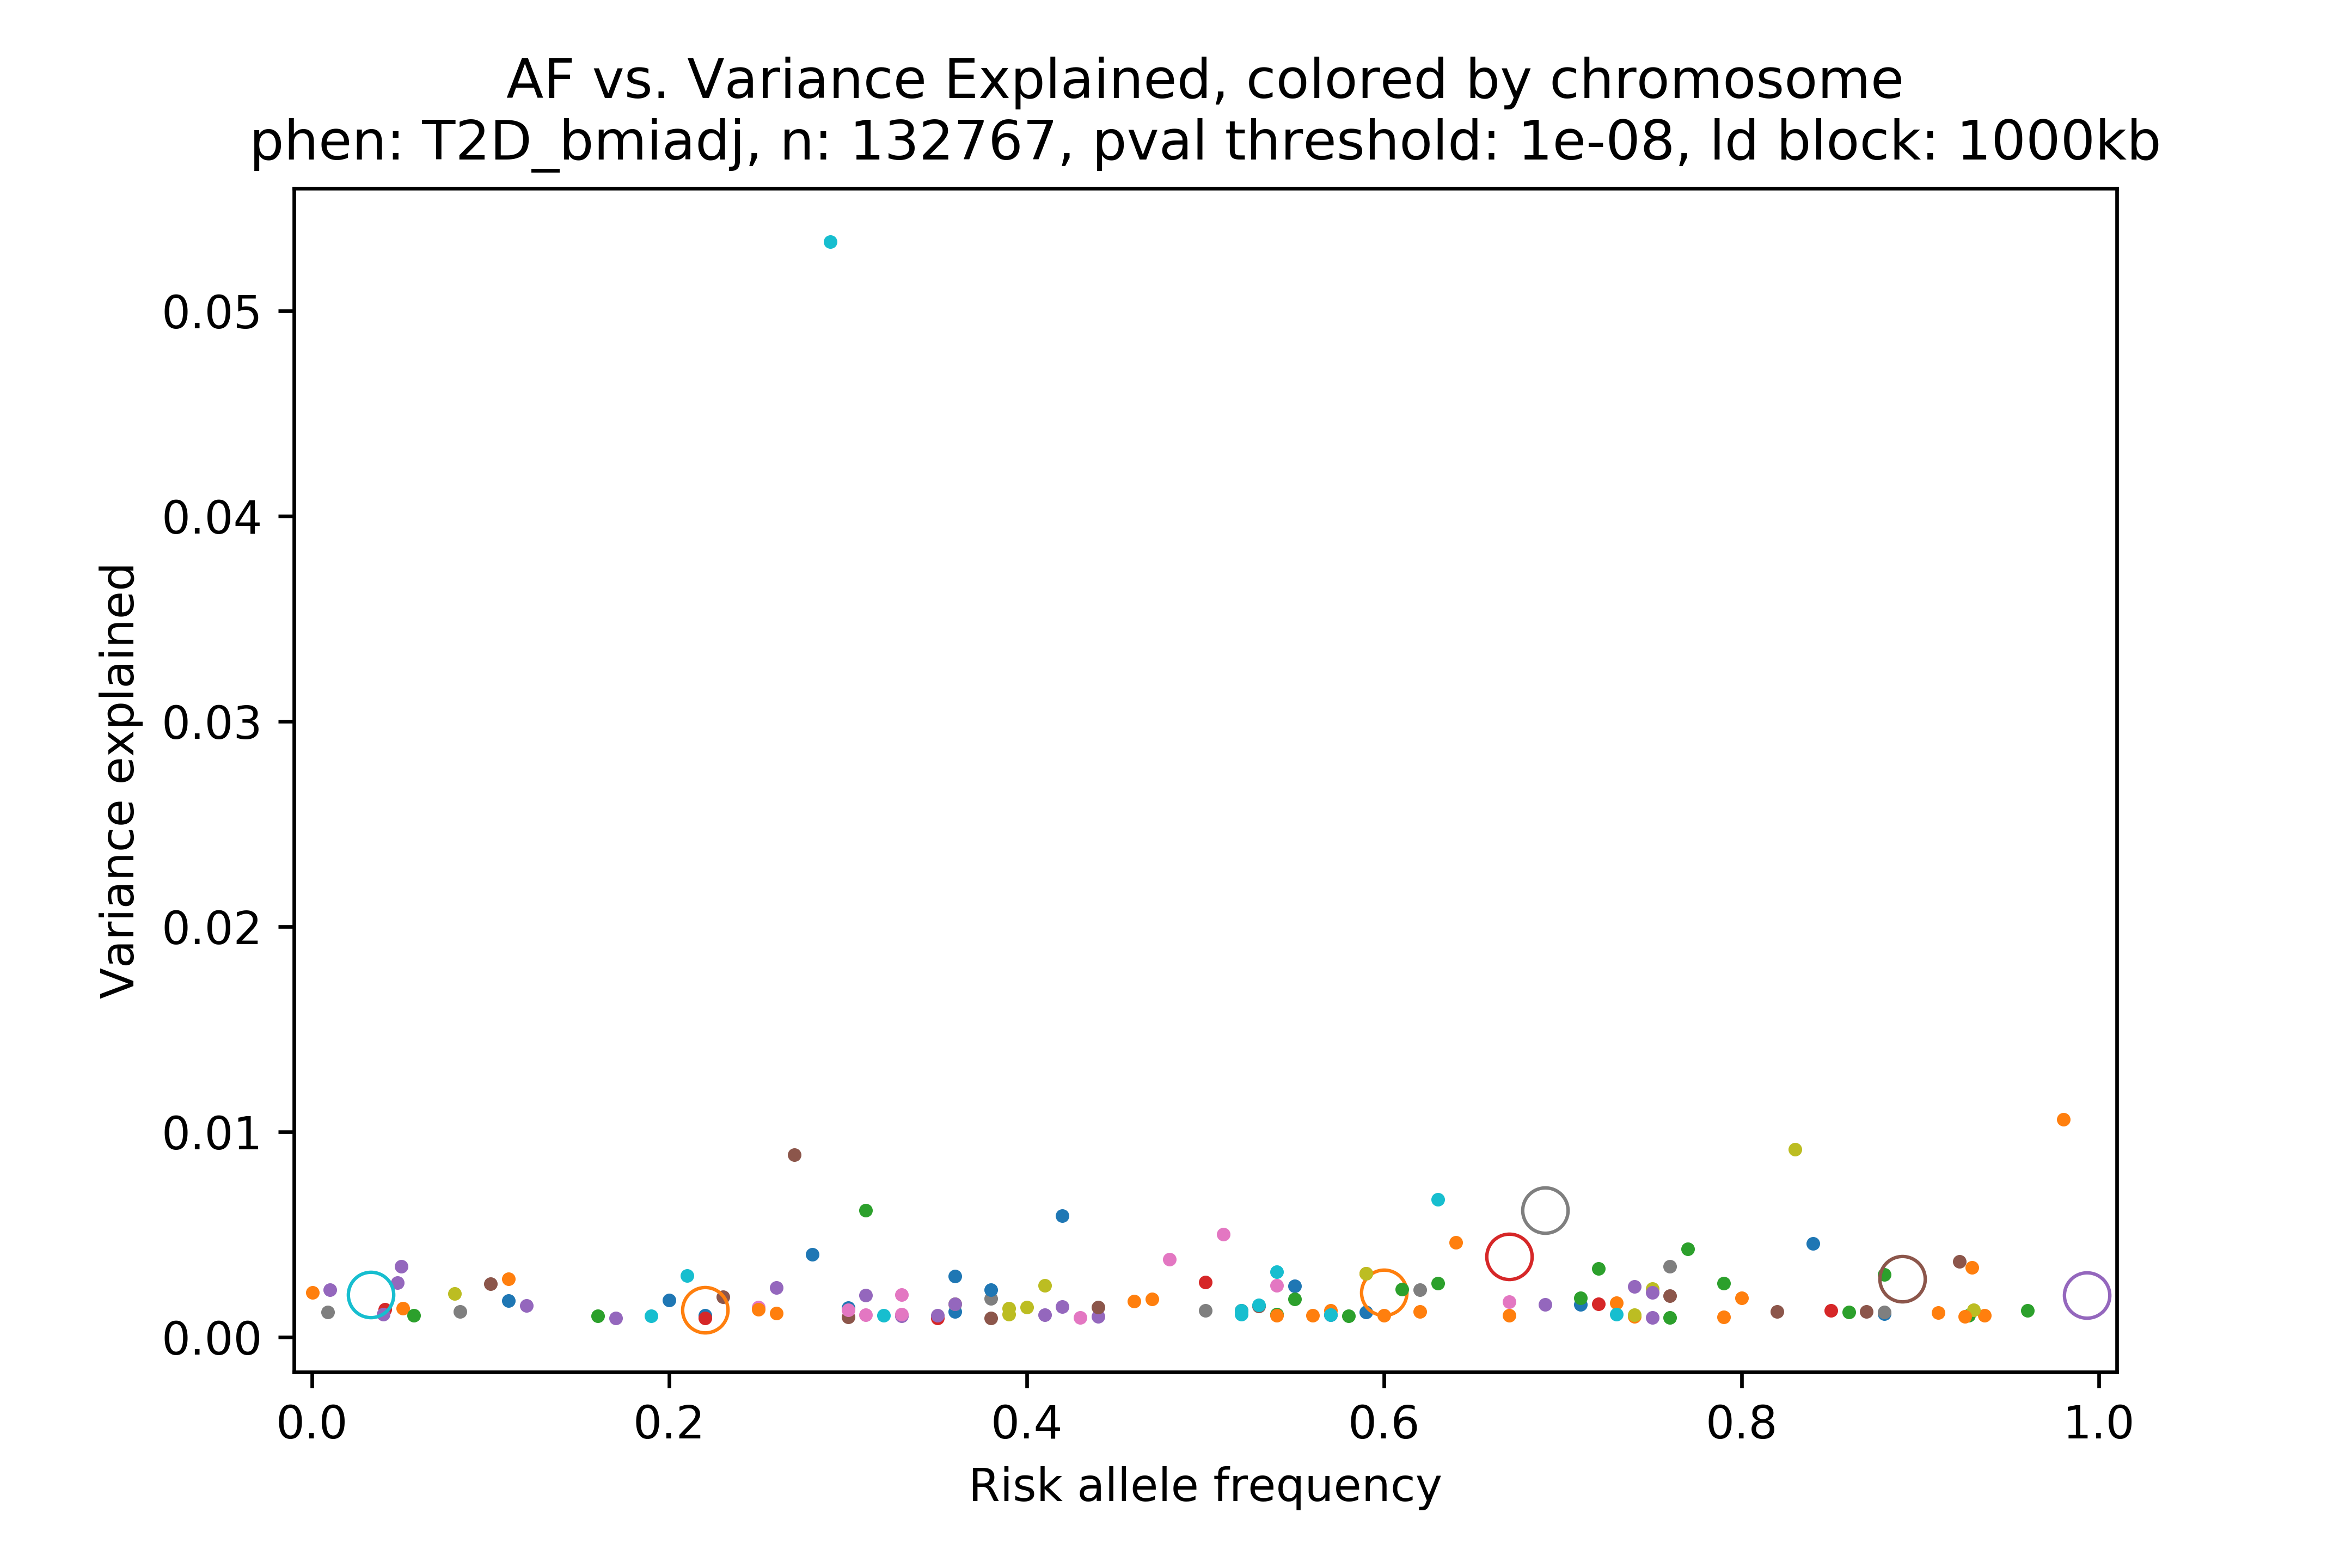 AF vs. Variance Explained, colored by chromosome
phen: T2D_bmiadj, n: 132767, pval threshold: 1e-08, ld block: 1000kb
Variance explained
0.05
0.04
0.03
0.02
0.01
0.00
0.0 0.2 0.4 0.6 0.8 1.0
Risk allele frequency